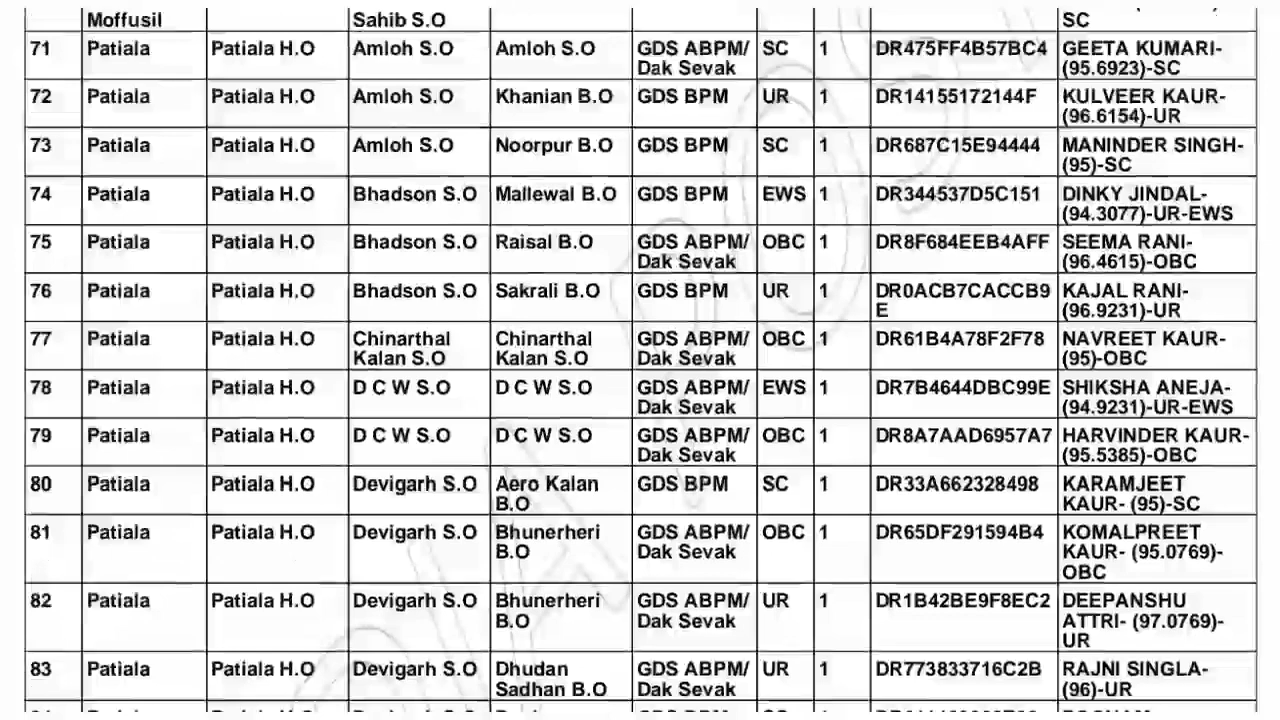 Moffusil Sahib S.O SC
71 Patiala Patiala H.O Amloh S.O Amloh S.O GDS ABPM/ SC 1 DR475FF4B57BC4 GEETA KUMARI-
Dak Sevak (95.6923)-SC
72 Patiala Patiala H.O Amloh S.O Khanian B.O GDS BPM UR 1 DR14155172144F KULVEER KAUR-
(96.6154)-UR
73 Patiala Patiala H.O Amloh S.O Noorpur B.O GDS BPM SC 1 DR687C15E94444 MANINDER SINGH-
(95)-SC
74 Patiala Patiala H.O Bhadson S.O Mallewal B.O GDS BPM EWS 1 DR344537D5C151 DINKY JINDAL-
(94.3077)-UR-EWS
75 Patiala Patiala H.O Bhadson S.O Raisal B.O GDS ABPM/ OBC 1 DR8F684EEB4AFF SEEMA RANI-
Dak Sevak (96.4615)-OBC
76 Patiala Patiala H.O Bhadson S.O Sakrali B.O GDS BPM UR 1 DR0ACB7CACCB9 KAJAL RANI-
E (96.9231)-UR
77 Patiala Patiala H.O Chinarthal Chinarthal GDS ABPM/ OBC 1 DR61B4A78F2F78 NAVREET KAUR-
Kalan S.O Kalan S.O Dak Sevak (95)-OBC
78 Patiala Patiala H.O D C W S.O D C W S.O GDS ABPM/ EWS 1 DR7B4644DBC99E SHIKSHA ANEJA-
Dak Sevak (94.9231)-UR-EWS
79 Patiala Patiala H.O D C W S.O D C W S.O GDS ABPM/ OBC 1 DR8A7AAD6957A7 HARVINDER KAUR-
Dak Sevak (95.5385)-OBC
80 Patiala Patiala H.O Devigarh S.O Aero Kalan GDS BPM SC 1 DR33A662328498 KARAMJEET
B.O KAUR- (95)-SC
81 Patiala Patiala H.O Devigarh S.O Bhunerheri GDS ABPM/ OBC 1 DR65DF291594B4 KOMALPREET
B.O Dak Sevak KAUR- (95.0769)-
OBC
82 Patiala Patiala H.O Devigarh S.O Bhunerheri GDS ABPM/ UR 1 DR1B42BE9F8EC2 DEEPANSHU
B.O Dak Sevak ATTRI- (97.0769)-
UR
83 Patiala Patiala H.O Devigarh S.O Dhudan GDS ABPM/ UR 1 DR773833716C2B RAJNI SINGLA-
Sadhan B.O Dak Sevak (96)-UR